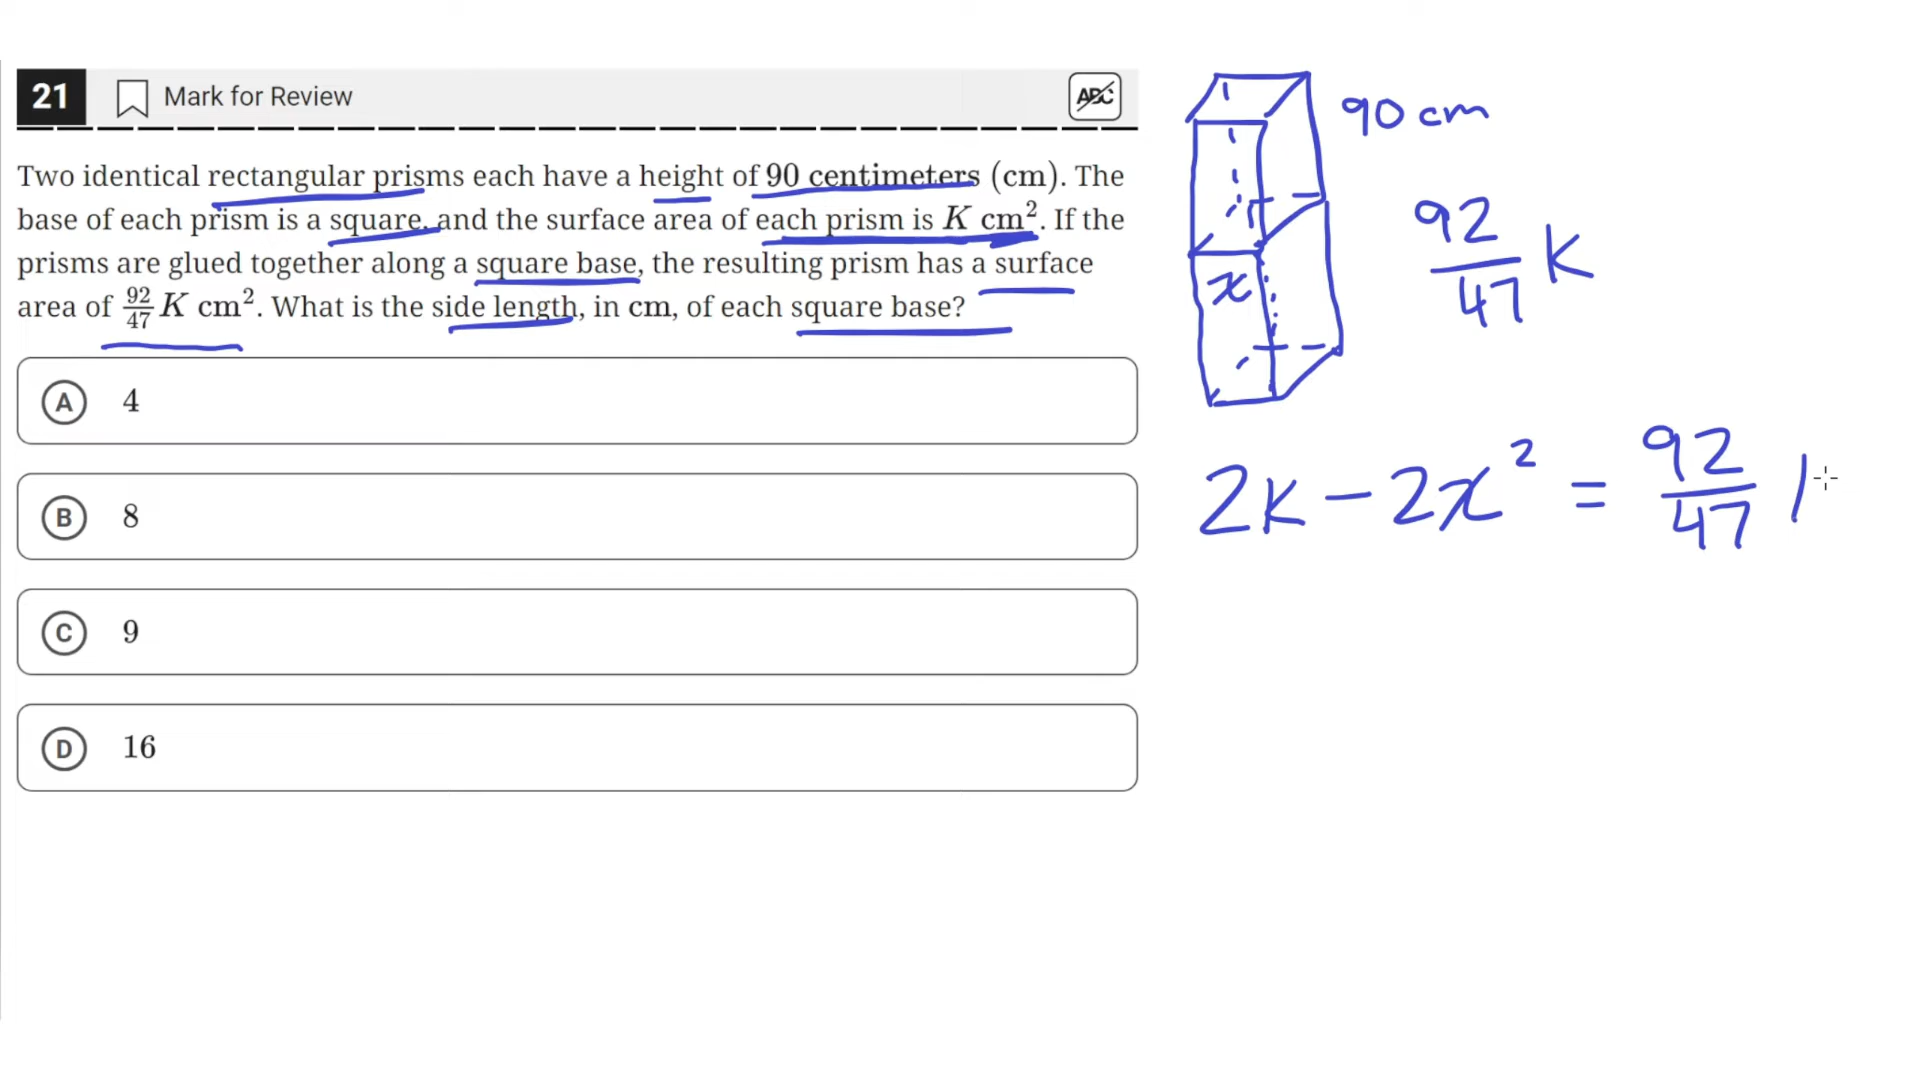 21 Mark for Review ABC
Two identical rectangular prisms each have a height of 90 centimeters (cm). The
base of each prism is a square, and the surface area of each prism is K cm². If the
prisms are glued together along a square base, the resulting prism has a surface
area of 92/47 K cm². What is the side length, in cm, of each square base?
A 4
B 8
C 9
D 16
90 cm
x
92/47 K
2K − 2x² = 92/47